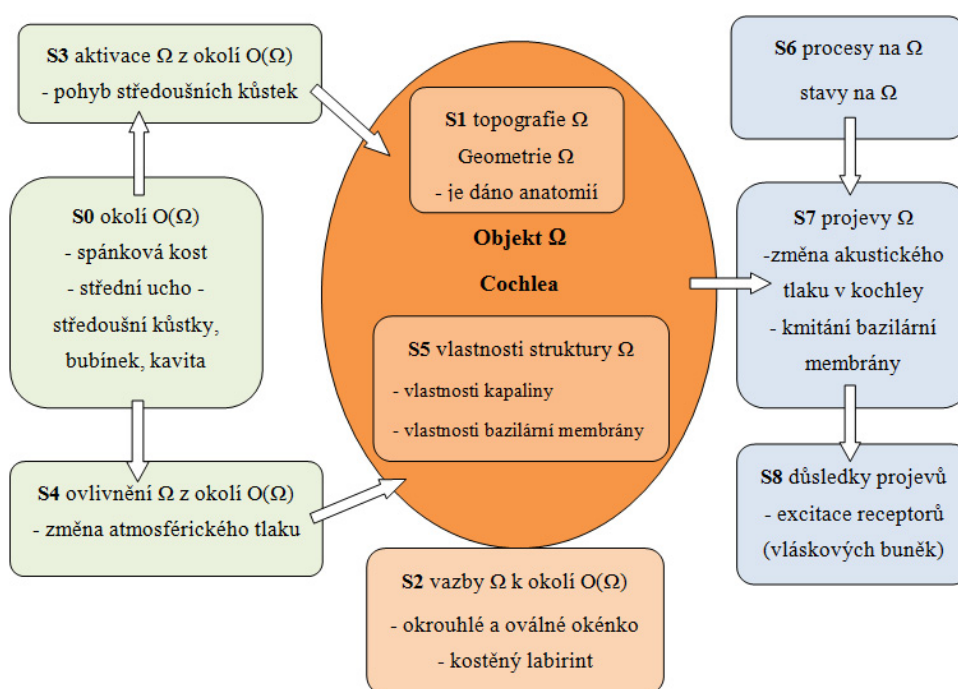 S3 aktivace Ω z okolí O(Ω)
- pohyb středoušních kůstek
S0 okolí O(Ω)
- spánková kost
- střední ucho -
středoušní kůstky,
bubínek, kavita
S4 ovlivnění Ω z okolí O(Ω)
- změna atmosférického tlaku
S1 topografie Ω
Geometrie Ω
- je dáno anatomií
Objekt Ω
Cochlea
S5 vlastnosti struktury Ω
- vlastnosti kapaliny
- vlastnosti bazilární membrány
S2 vazby Ω k okolí O(Ω)
- okrouhlé a oválné okénko
- kostěný labirint
S6 procesy na Ω
stavy na Ω
S7 projevy Ω
-změna akustického
tlaku v kochley
- kmitání bazilární
membrány
S8 důsledky projevů
- excitace receptorů
(vláskových buněk)